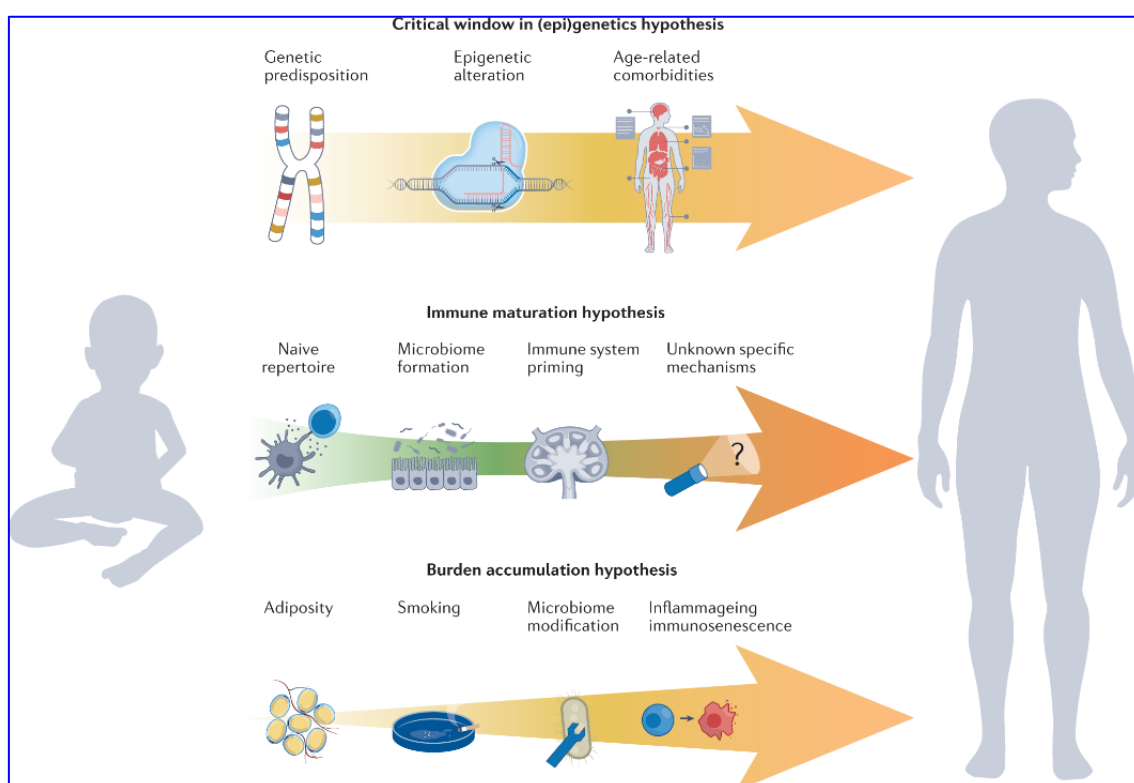 Critical window in (epi)genetics hypothesis
Genetic
predisposition
Epigenetic
alteration
Age-related
comorbidities
Immune maturation hypothesis
Naive
repertoire
Microbiome
formation
Immune system
priming
Unknown specific
mechanisms
?
Burden accumulation hypothesis
Adiposity
Smoking
Microbiome
modification
Inflammageing
immunosenescence